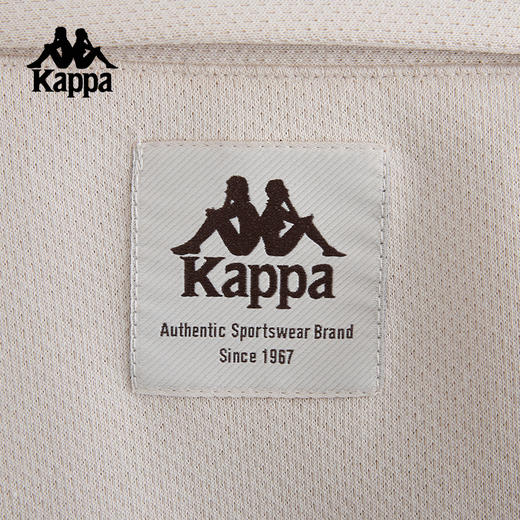 Kappa
Kappa
Authentic Sportswear Brand
Since 1967